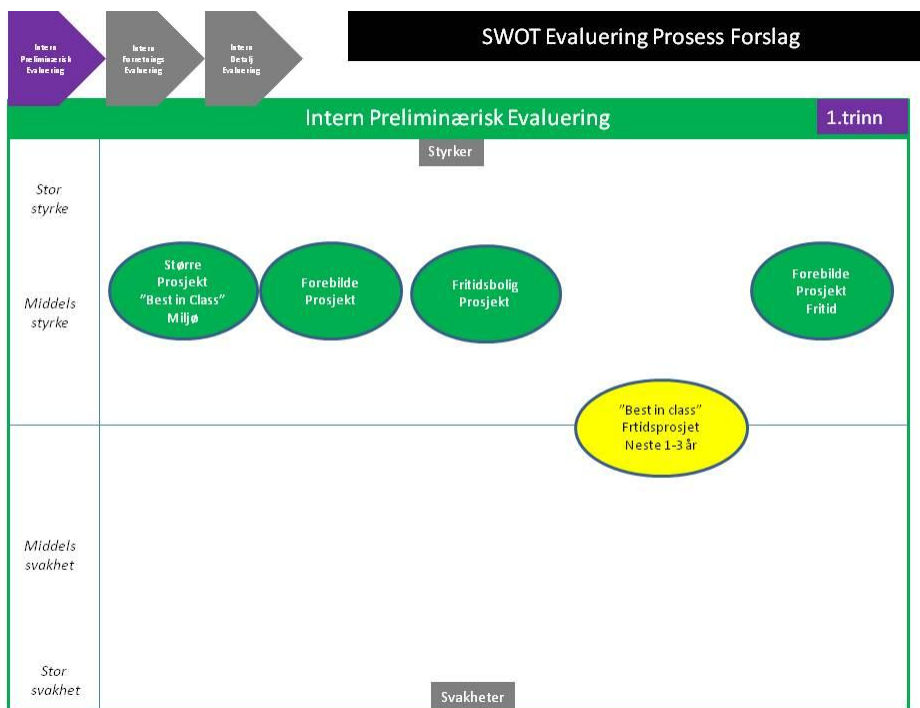 Intern
Preliminærisk
Evaluering
Intern
Forretnings
Evaluering
Intern
Detalj
Evaluering
SWOT Evaluering Prosess Forslag
Intern Preliminærisk Evaluering
1.trinn
Styrker
Stor
styrke
Større
Prosjekt
”Best in Class”
Miljø
Forebilde
Prosjekt
Fritidsbolig
Prosjekt
Forebilde
Prosjekt
Fritid
Middels
styrke
”Best in class”
Frtidsprosjet
Neste 1-3 år
Middels
svakhet
Stor
svakhet
Svakheter